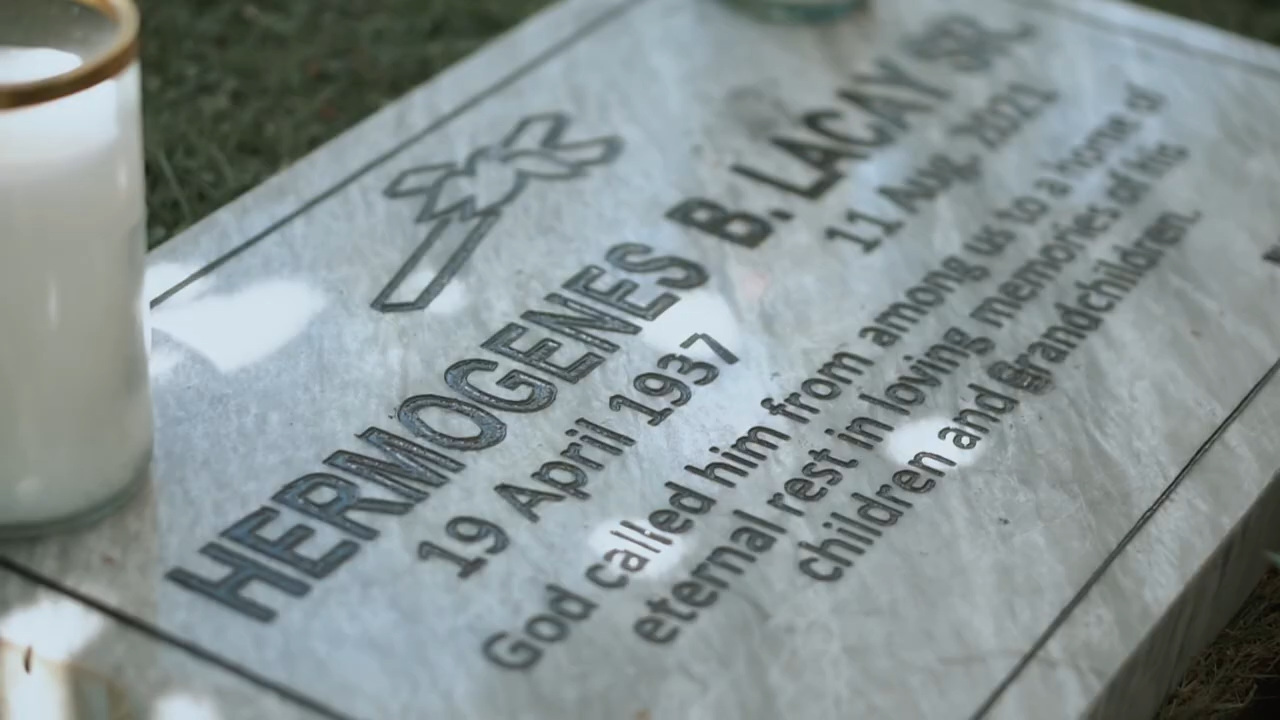 HERMOGENES B. LACAY SR.
19 April 1937
11 Aug. 2021
God called him from among us to a home of
eternal rest in loving memories of his
children and Grandchildren.